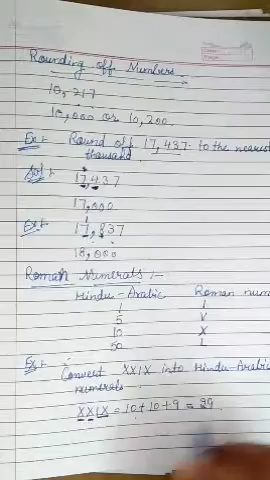 Rounding off Numbers:-
10,217
10,000 or 10,200.
Ex:- Round off 17,437 to the nearest
thousand
Sol:- 17,437
17,000
Ex:- 17,837
18,000
Roman Numerals:-
Hindu-Arabic Roman num
1 I
5 V
10 X
50 L
Ex:- Convert XXIX into Hindu-Arabic
numerals
XXIX = 10+10+9 = 29.